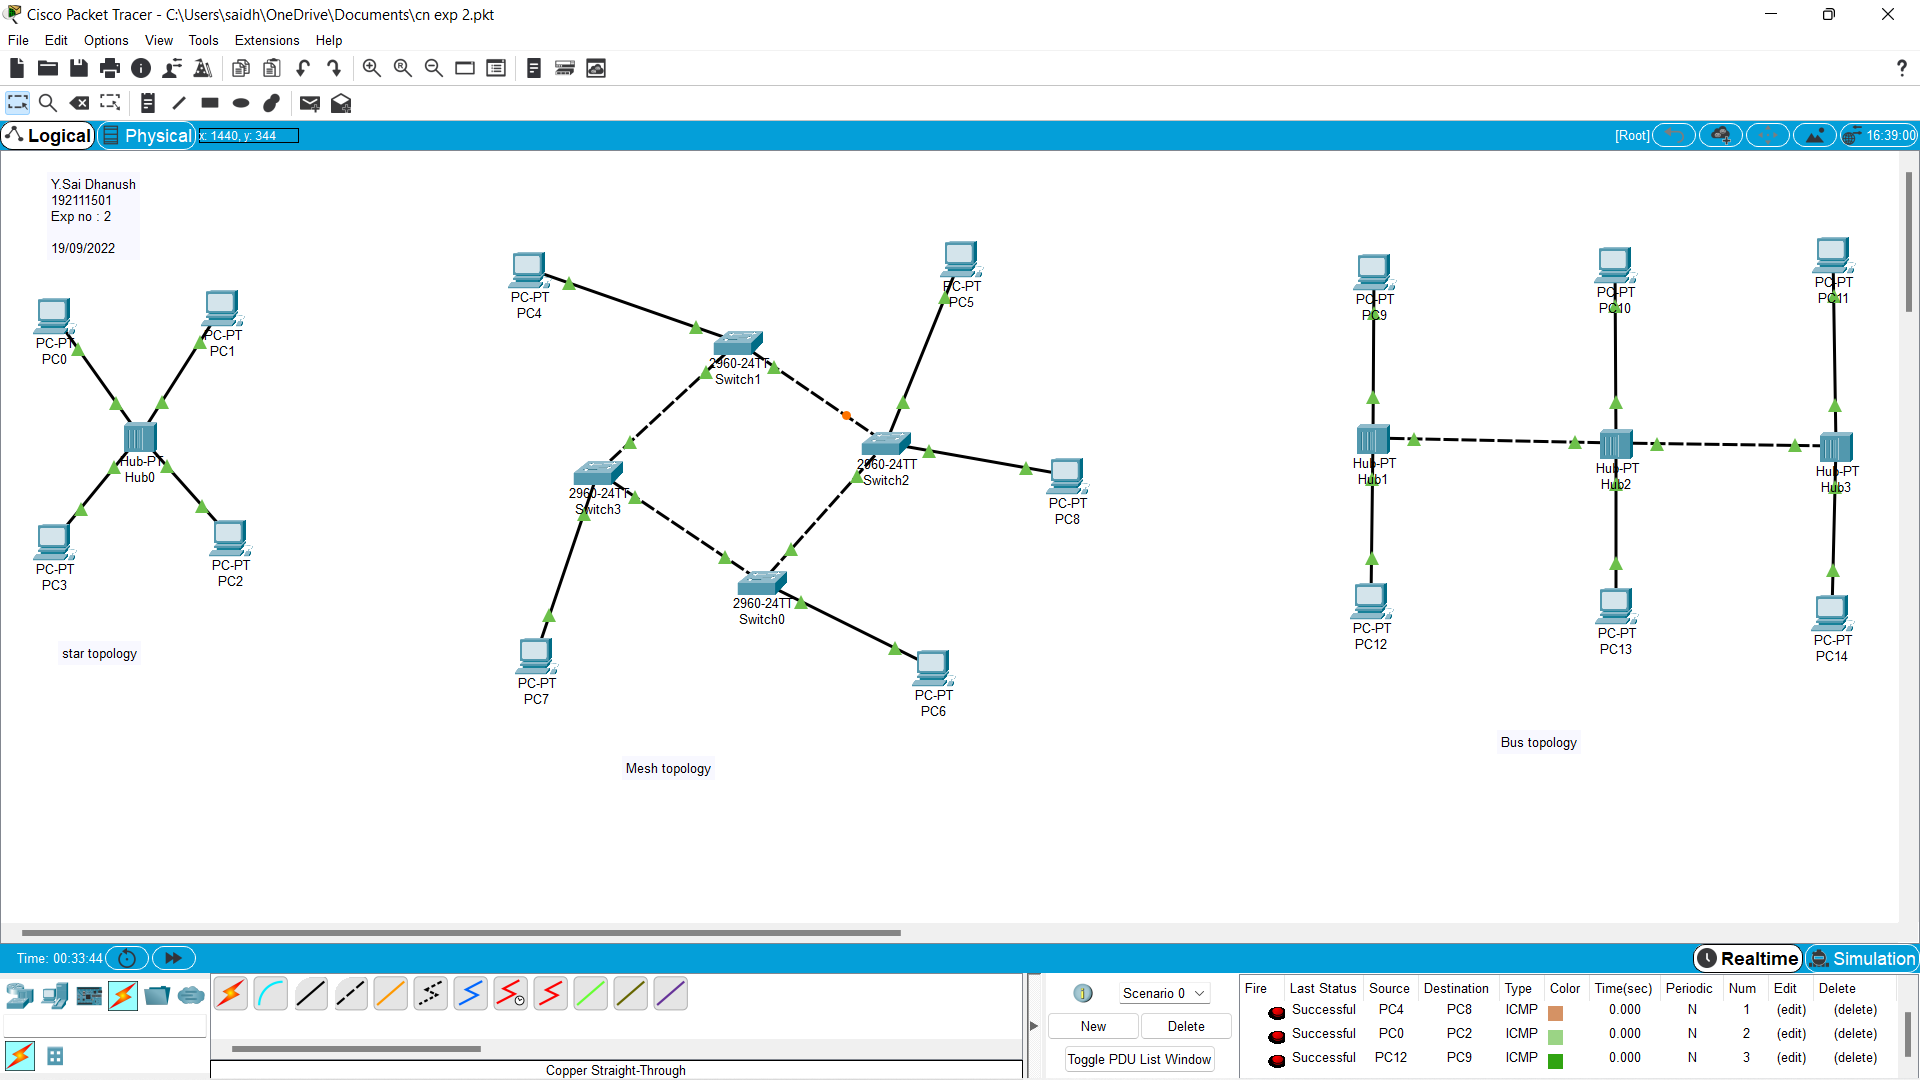 Cisco Packet Tracer - C:\Users\saidh\OneDrive\Documents\cn exp 2.pkt
File Edit Options View Tools Extensions Help
?
Logical Physical x: 1440, y: 344 [Root] 16:39:00
Y.Sai Dhanush
192111501
Exp no : 2
19/09/2022
PC-PT
PC0
PC-PT
PC1
Hub-PT
Hub0
PC-PT
PC3
PC-PT
PC2
star topology
PC-PT
PC4
PC-PT
PC5
2960-24TT
Switch1
2960-24TT
Switch2
2960-24TT
Switch3
PC-PT
PC8
2960-24TT
Switch0
PC-PT
PC7
PC-PT
PC6
Mesh topology
PC-PT
PC9
PC-PT
PC10
PC-PT
PC11
Hub-PT
Hub1
Hub-PT
Hub2
Hub-PT
Hub3
PC-PT
PC12
PC-PT
PC13
PC-PT
PC14
Bus topology
Time: 00:33:44 Realtime Simulation
Copper Straight-Through
Scenario 0
New Delete
Toggle PDU List Window
Fire Last Status Source Destination Type Color Time(sec) Periodic Num Edit Delete
Successful PC4 PC8 ICMP 0.000 N 1 (edit) (delete)
Successful PC0 PC2 ICMP 0.000 N 2 (edit) (delete)
Successful PC12 PC9 ICMP 0.000 N 3 (edit) (delete)